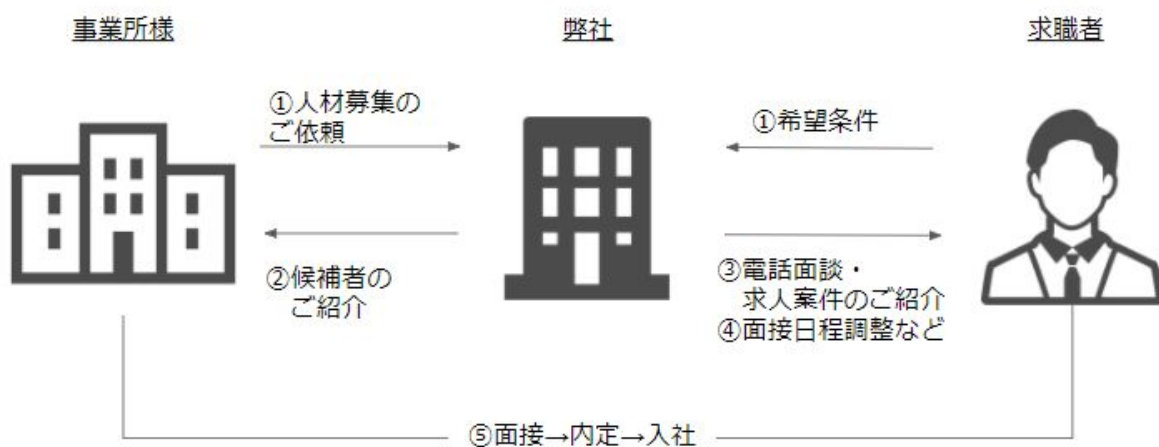 事業所様
弊社
求職者
①人材募集の
ご依頼
①希望条件
②候補者の
ご紹介
③電話面談・
求人案件のご紹介
④面接日程調整など
⑤面接→内定→入社